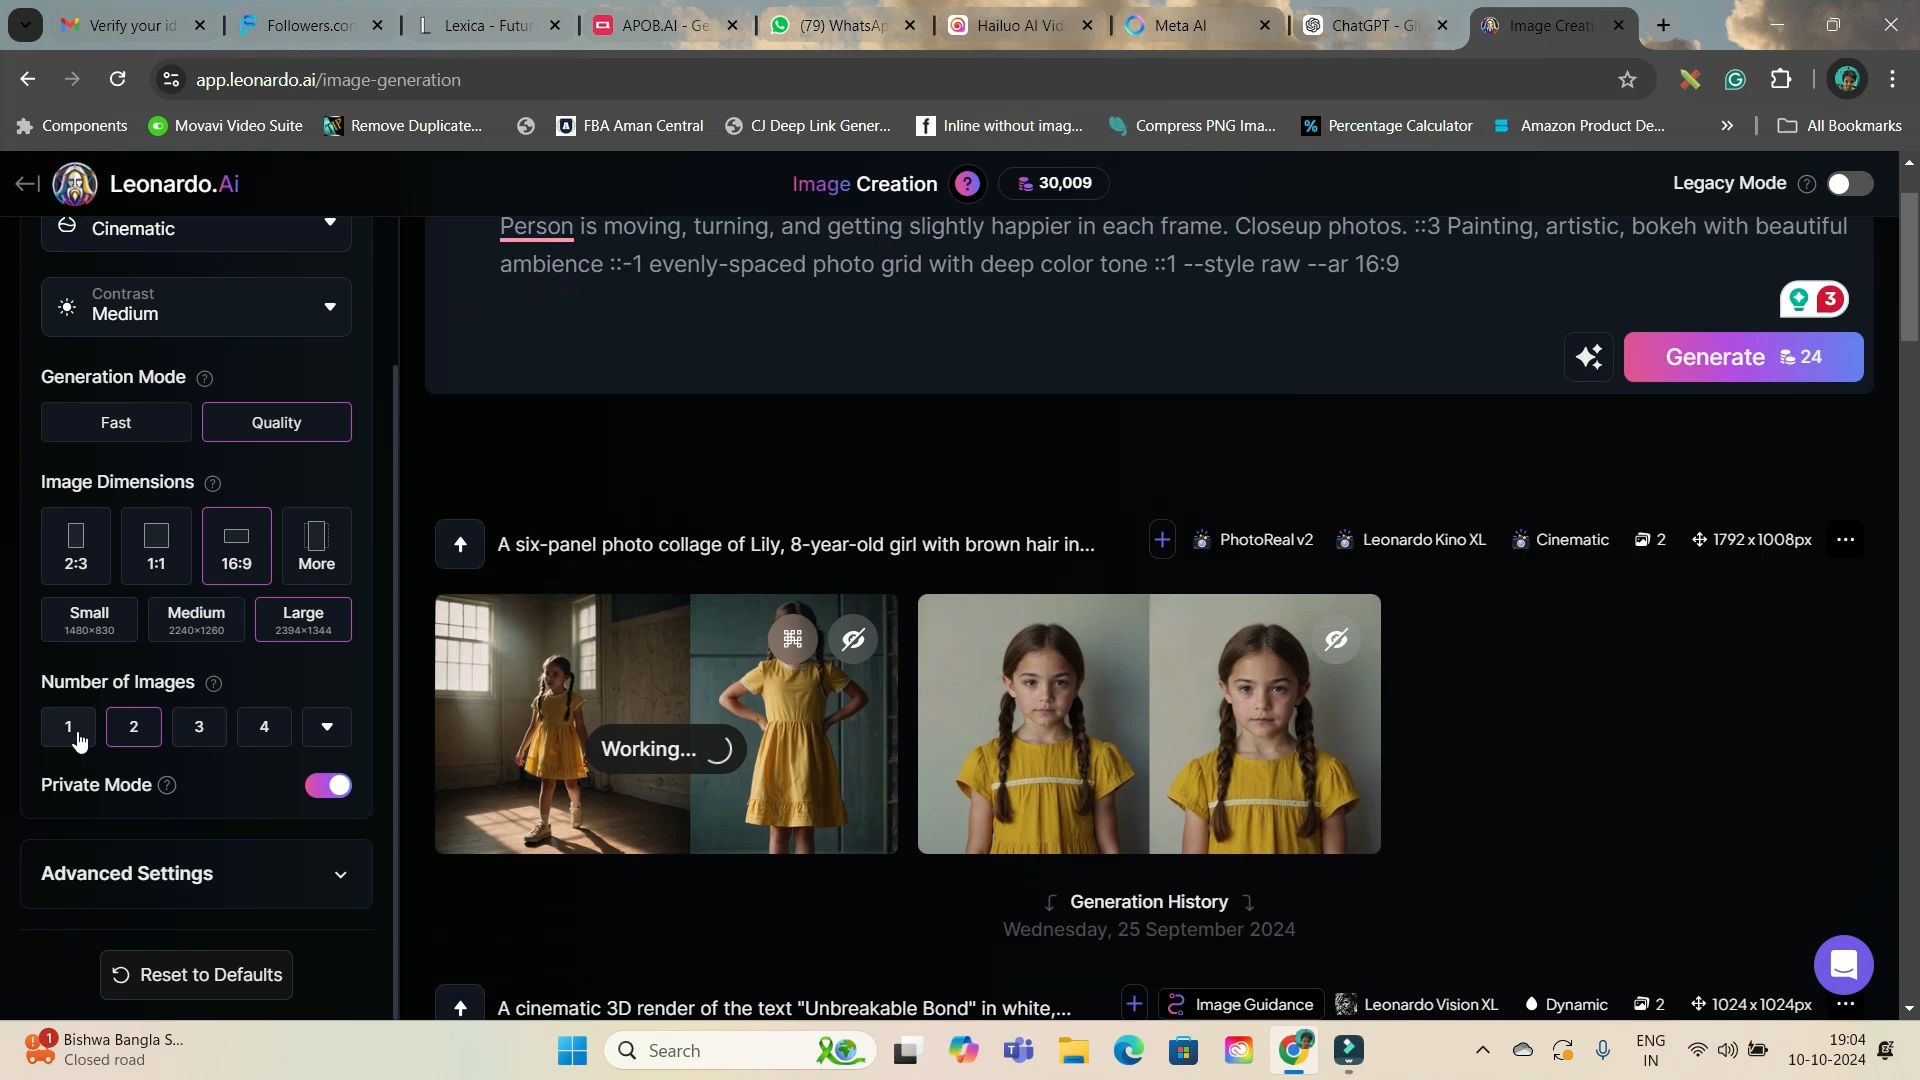 Verify your id
Followers.con
Lexica - Futur
APOB.AI - Ge
(79) WhatsAp
Hailuo AI Vid
Meta AI
ChatGPT - Gl
Image Creati
app.leonardo.ai/image-generation
Components
Movavi Video Suite
Remove Duplicate...
FBA Aman Central
CJ Deep Link Gener...
Inline without imag...
Compress PNG Ima...
Percentage Calculator
Amazon Product De...
All Bookmarks
Leonardo.Ai
Image Creation ?
30,009
Legacy Mode ?
Cinematic
Contrast
Medium
Generation Mode ?
Fast
Quality
Image Dimensions ?
2:3
1:1
16:9
More
Small
1480×830
Medium
2240×1260
Large
2394×1344
Number of Images ?
1
2
3
4
Private Mode ?
Advanced Settings
Reset to Defaults
Person is moving, turning, and getting slightly happier in each frame. Closeup photos. ::3 Painting, artistic, bokeh with beautiful
ambience ::-1 evenly-spaced photo grid with deep color tone ::1 --style raw --ar 16:9
3
Generate 24
A six-panel photo collage of Lily, 8-year-old girl with brown hair in...
PhotoReal v2
Leonardo Kino XL
Cinematic
2
1792 x 1008px
Working...
Generation History
Wednesday, 25 September 2024
A cinematic 3D render of the text "Unbreakable Bond" in white,...
Image Guidance
Leonardo Vision XL
Dynamic
2
1024 x 1024px
1
Bishwa Bangla S...
Closed road
Search
ENG
IN
19:04
10-10-2024